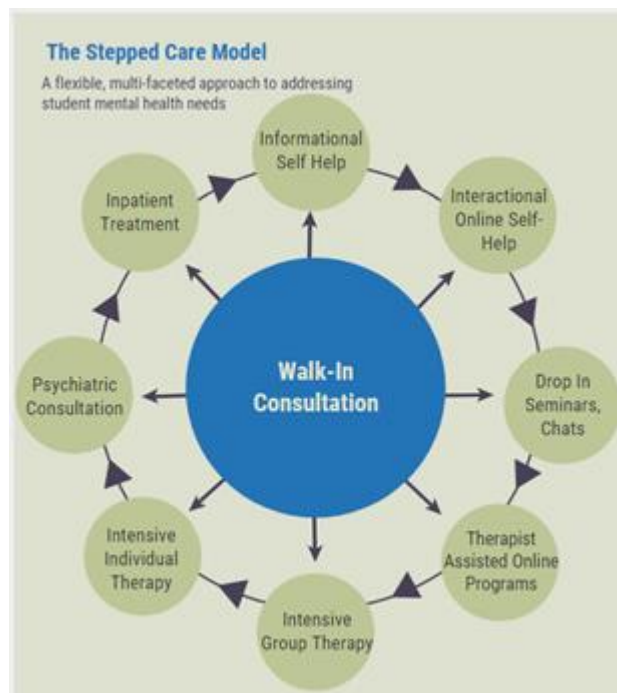 The Stepped Care Model
A flexible, multi-faceted approach to addressing
student mental health needs
Informational
Self Help
Interactional
Online Self-
Help
Drop In
Seminars,
Chats
Therapist
Assisted Online
Programs
Intensive
Group Therapy
Intensive
Individual
Therapy
Psychiatric
Consultation
Inpatient
Treatment
Walk-In
Consultation